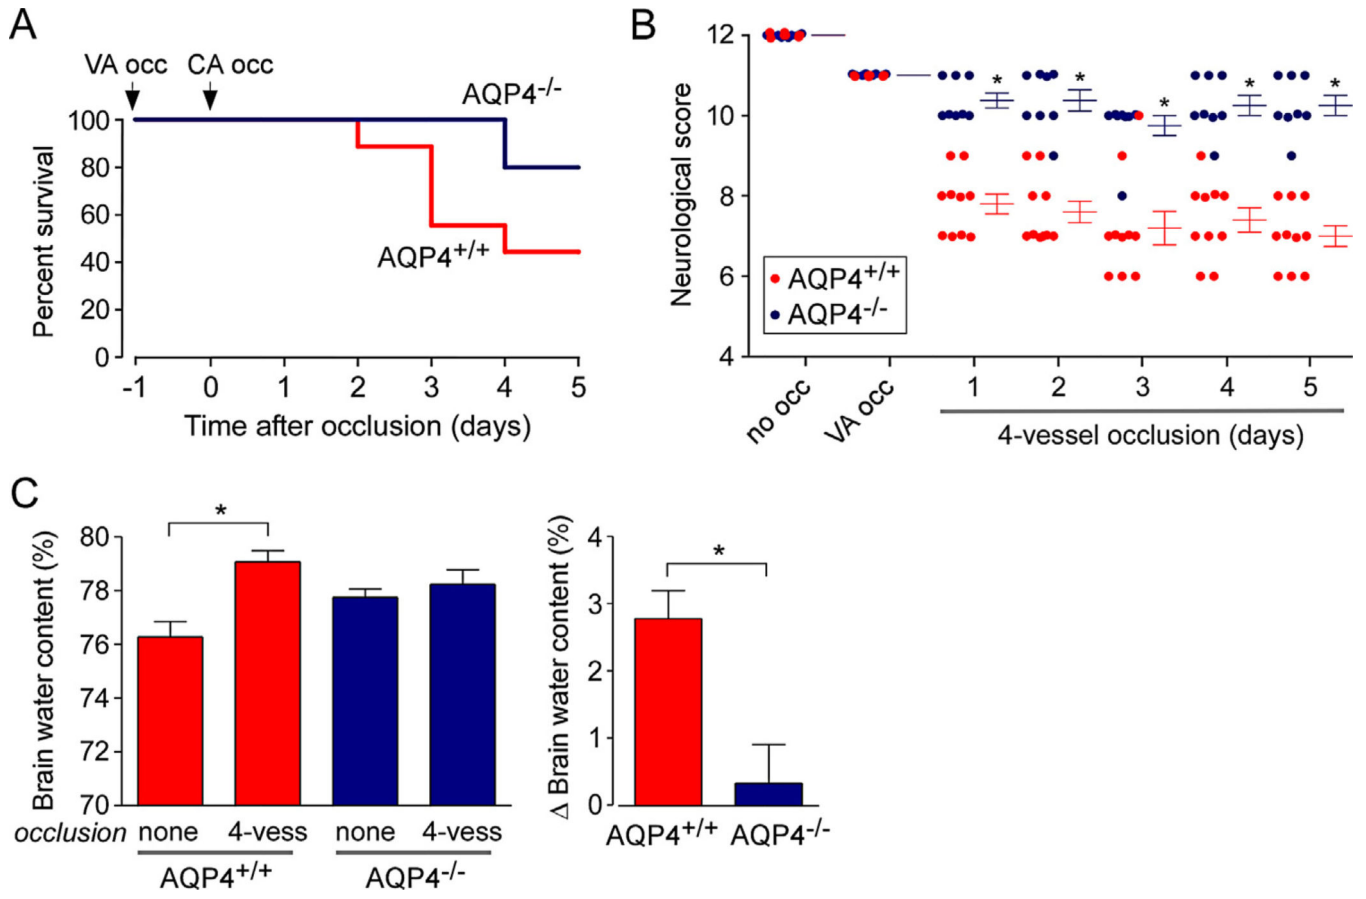 A
VA occ CA occ
AQP4-/-
AQP4+/+
Percent survival
100
80
60
40
20
0
-1 0 1 2 3 4 5
Time after occlusion (days)
B
* * * * *
Neurological score
12
10
8
6
4
AQP4+/+
AQP4-/-
no occ VA occ 1 2 3 4 5
4-vessel occlusion (days)
C
*
Brain water content (%)
80
78
76
74
72
70
occlusion none 4-vess none 4-vess
AQP4+/+ AQP4-/-
*
Δ Brain water content (%)
4
3
2
1
0
AQP4+/+ AQP4-/-